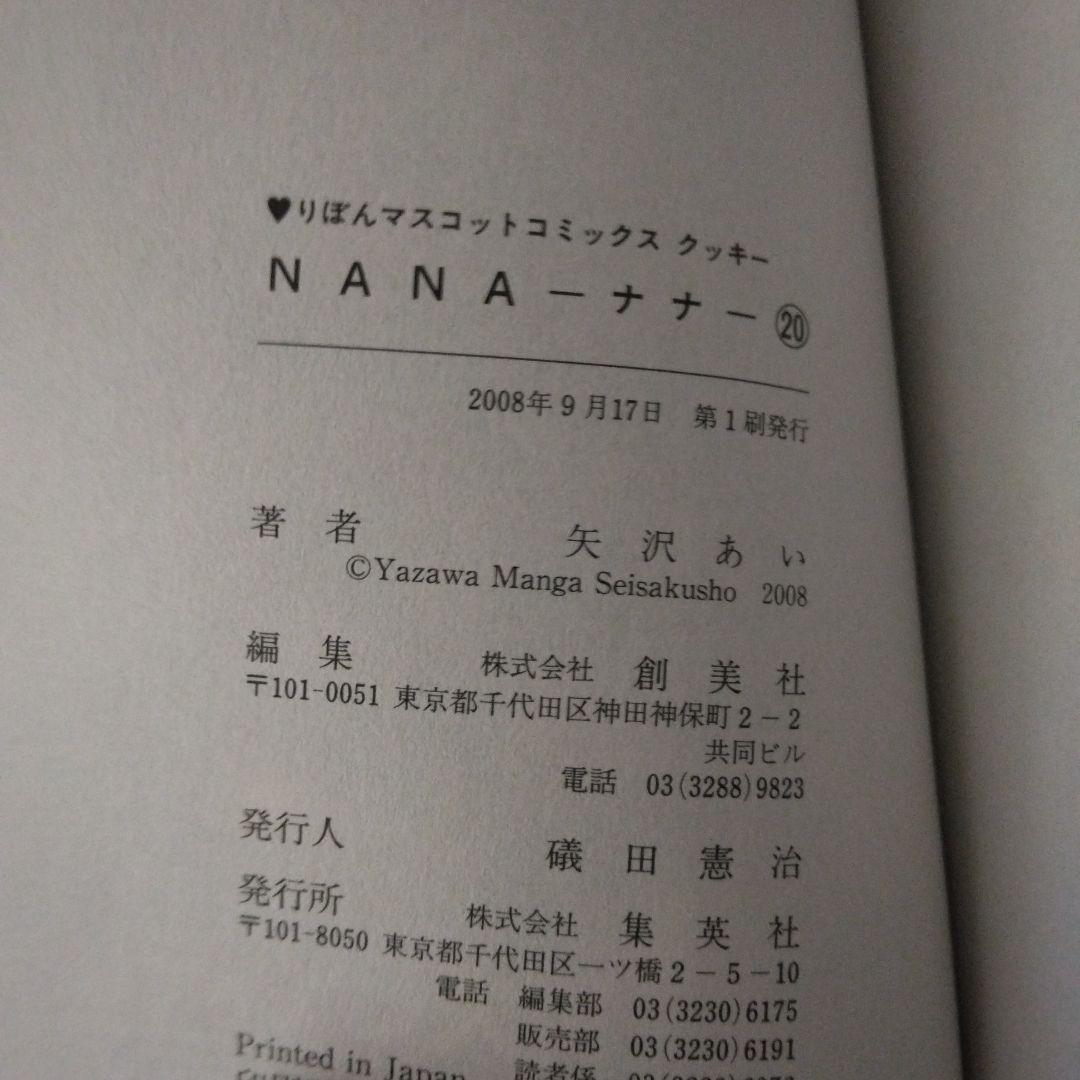 ♥りぼんマスコットコミックス クッキー
NANA―ナナ―⑳
2008年9月17日 第1刷発行
著者 矢沢あい
©Yazawa Manga Seisakusho 2008
編集 株式会社 創美社
〒101-0051 東京都千代田区神田神保町2-2
共同ビル
電話 03(3288)9823
発行人 礒田憲治
発行所 株式会社 集英社
〒101-8050 東京都千代田区一ツ橋2-5-10
電話 編集部 03(3230)6175
販売部 03(3230)6191
読者係
Printed in Japan